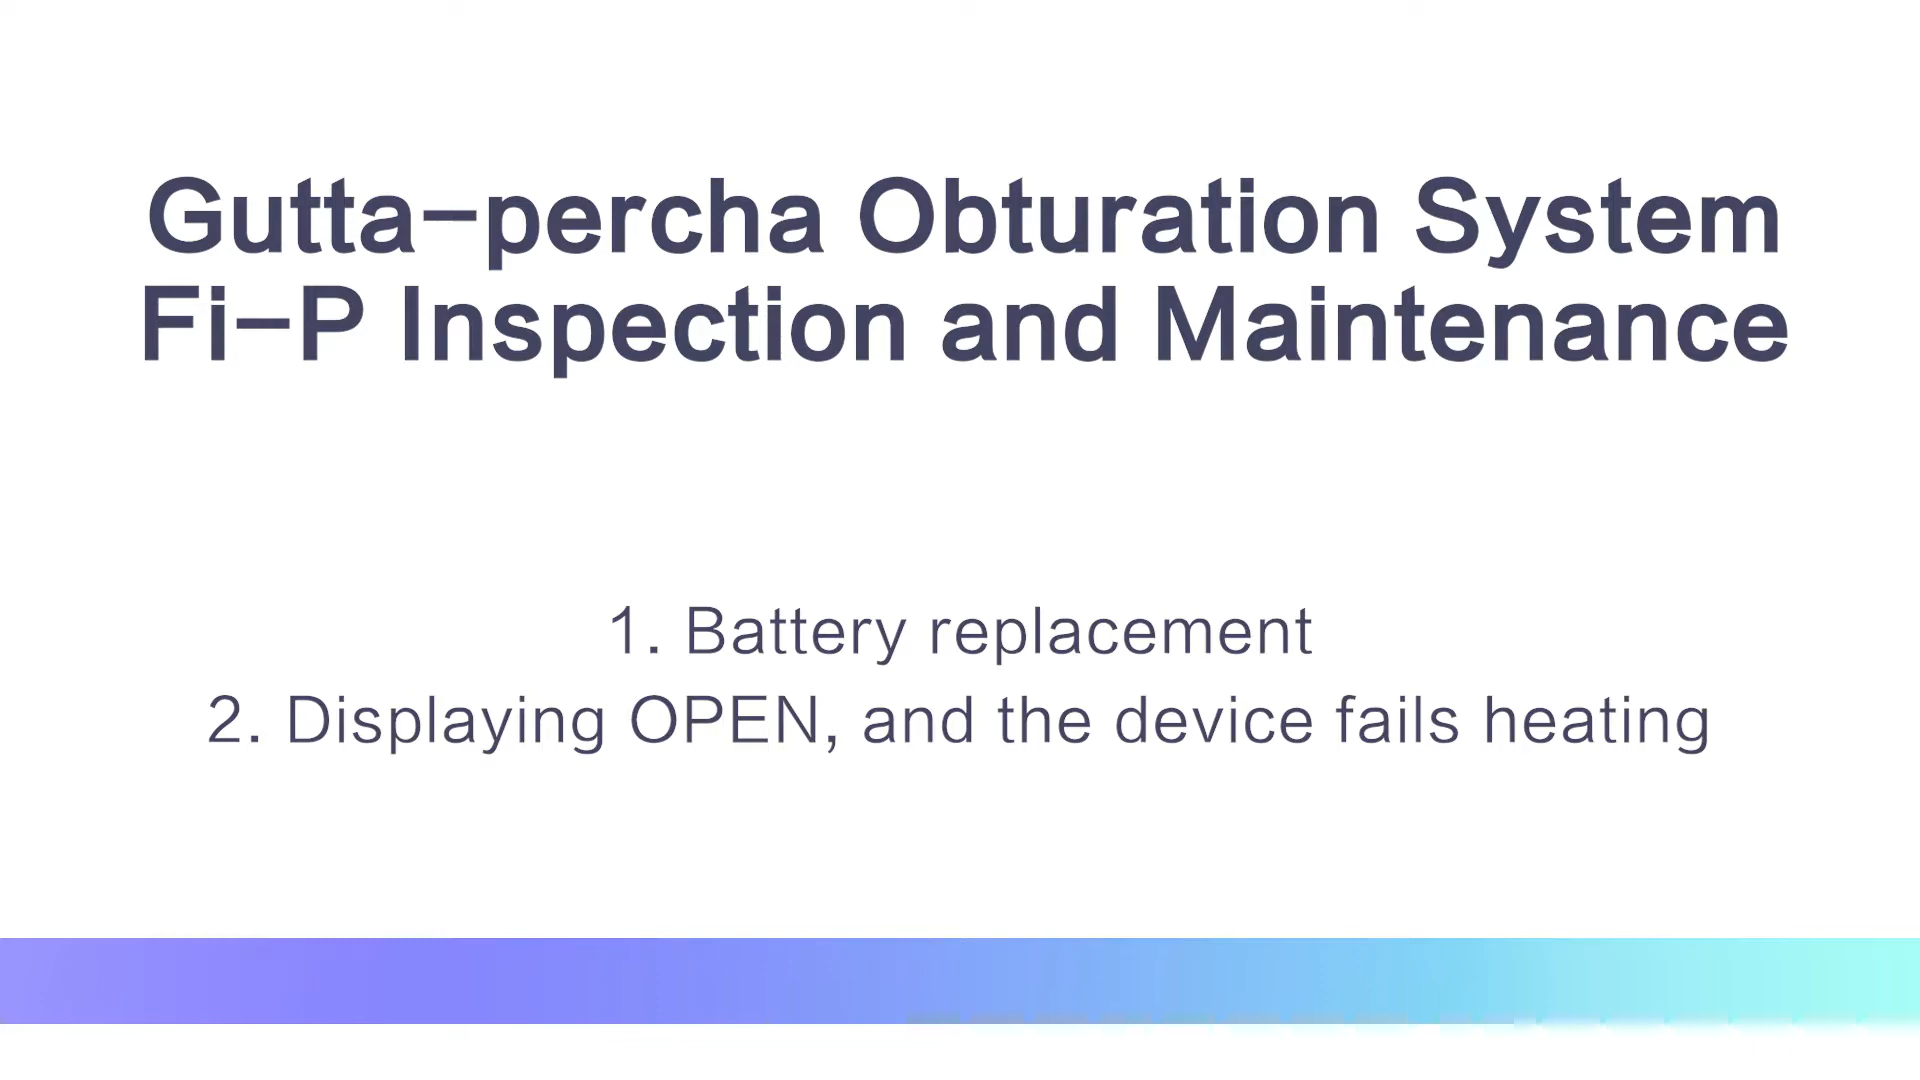 Gutta-percha Obturation System
Fi-P Inspection and Maintenance
1. Battery replacement
2. Displaying OPEN, and the device fails heating